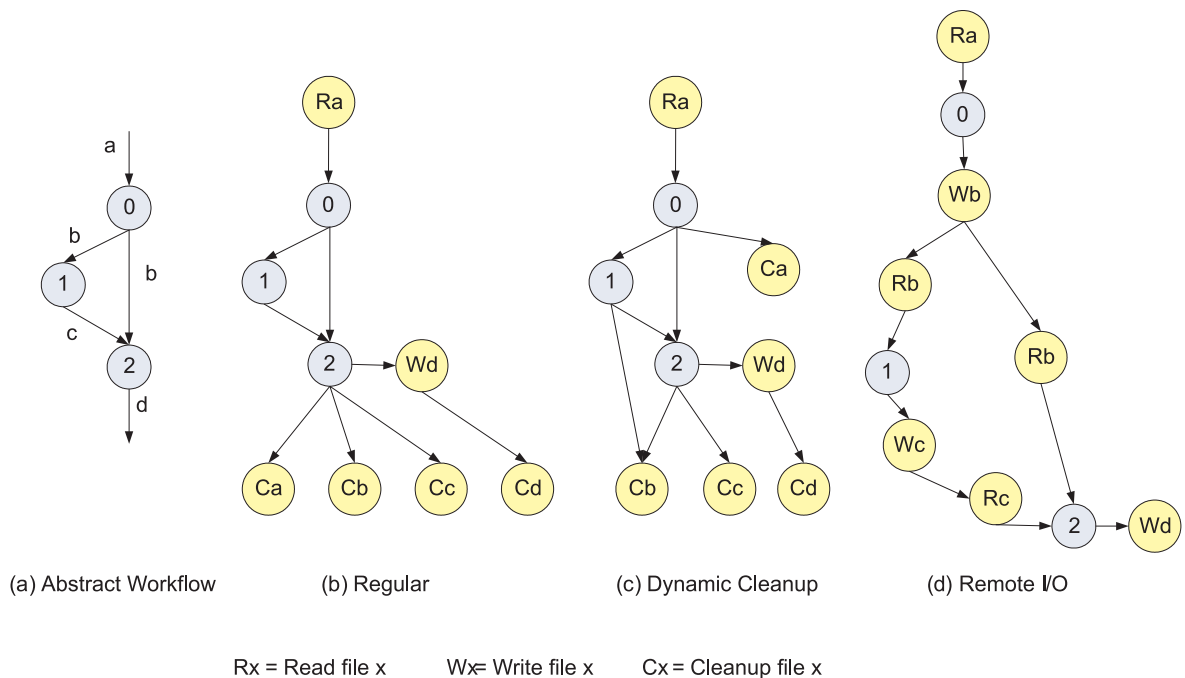 a
0
b
b
1
c
2
d
(a) Abstract Workflow
Ra
0
1
2
Wd
Ca
Cb
Cc
Cd
(b) Regular
Ra
0
Ca
1
2
Wd
Cb
Cc
Cd
(c) Dynamic Cleanup
Ra
0
Wb
Rb
Rb
1
Wc
Rc
2
Wd
(d) Remote I/O
Rx = Read file x
Wx= Write file x
Cx = Cleanup file x